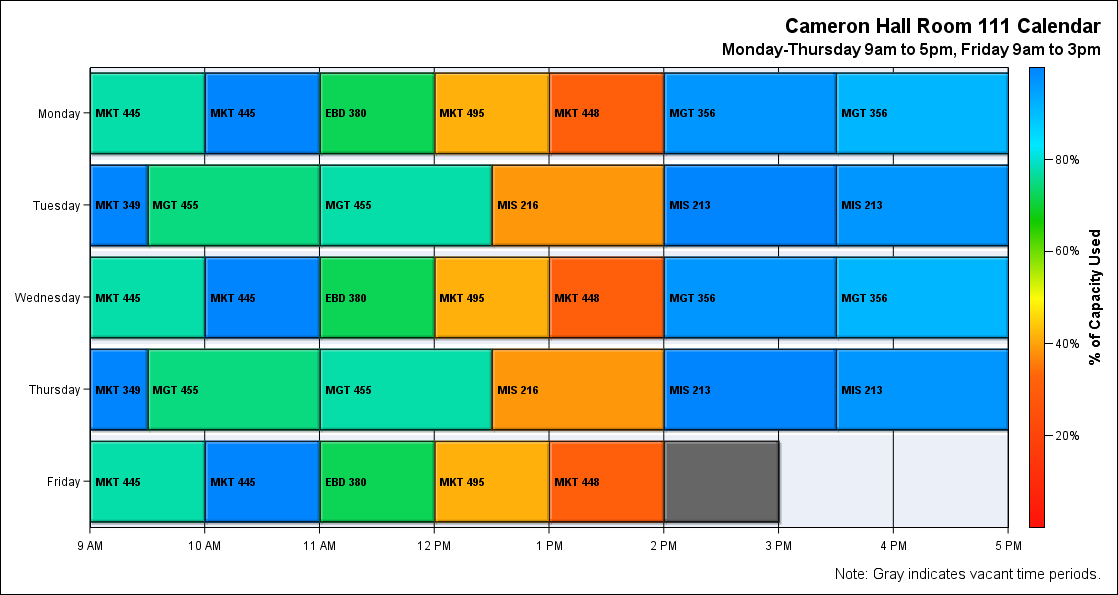 Cameron Hall Room 111 Calendar
Monday-Thursday 9am to 5pm, Friday 9am to 3pm
Monday
MKT 445
MKT 445
EBD 380
MKT 495
MKT 448
MGT 356
MGT 356
Tuesday
MKT 349
MGT 455
MGT 455
MIS 216
MIS 213
MIS 213
Wednesday
MKT 445
MKT 445
EBD 380
MKT 495
MKT 448
MGT 356
MGT 356
Thursday
MKT 349
MGT 455
MGT 455
MIS 216
MIS 213
MIS 213
Friday
MKT 445
MKT 445
EBD 380
MKT 495
MKT 448
9 AM
10 AM
11 AM
12 PM
1 PM
2 PM
3 PM
4 PM
5 PM
80%
60%
40%
20%
% of Capacity Used
Note: Gray indicates vacant time periods.